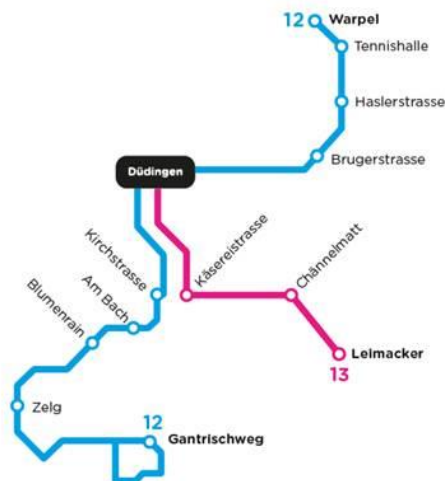 12 Warpel
Tennishalle
Haslerstrasse
Brugerstrasse
Düdingen
Kirchstrasse
Käsereistrasse
Chännelmatt
Am Bach
Blumenrain
Leimacker
13
Zelg
12
Gantrischweg